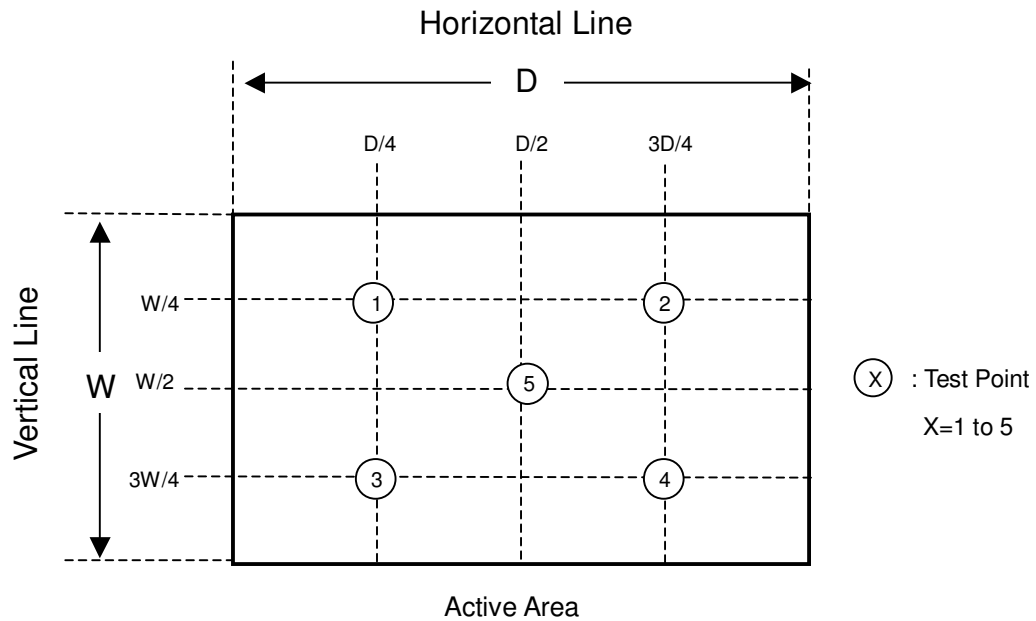 Horizontal Line
D
D/4 D/2 3D/4
Vertical Line
W
W/4
W/2
3W/4
1 2
5
3 4
X : Test Point
X=1 to 5
Active Area